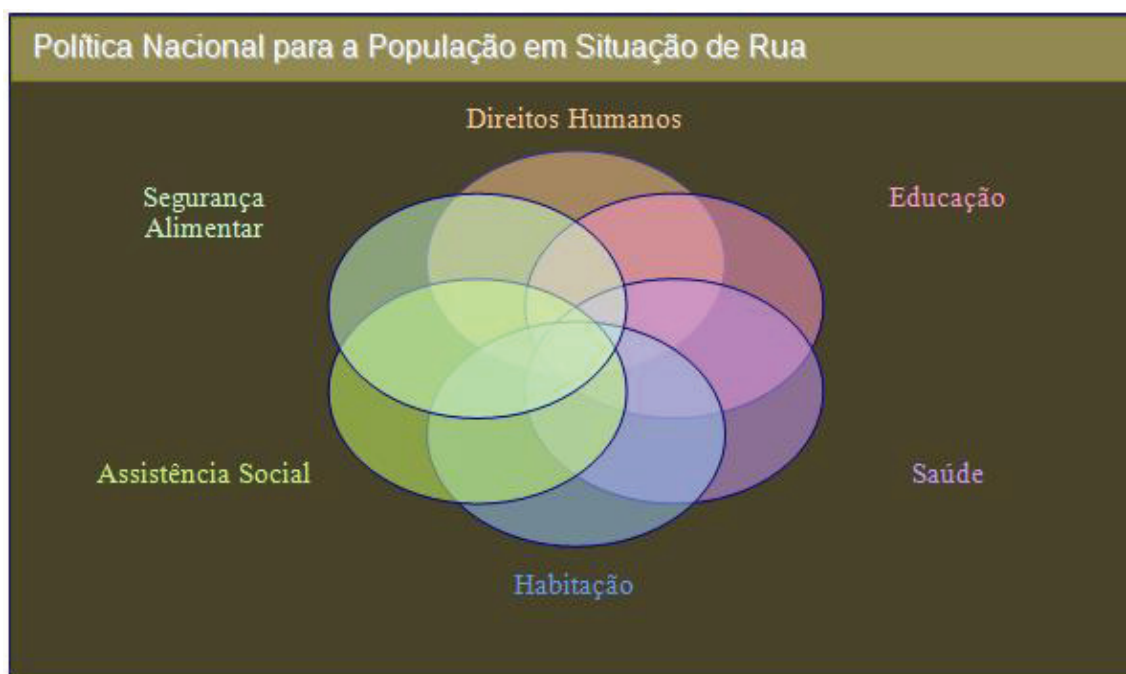 Política Nacional para a População em Situação de Rua
Direitos Humanos
Segurança
Alimentar
Educação
Assistência Social
Saúde
Habitação